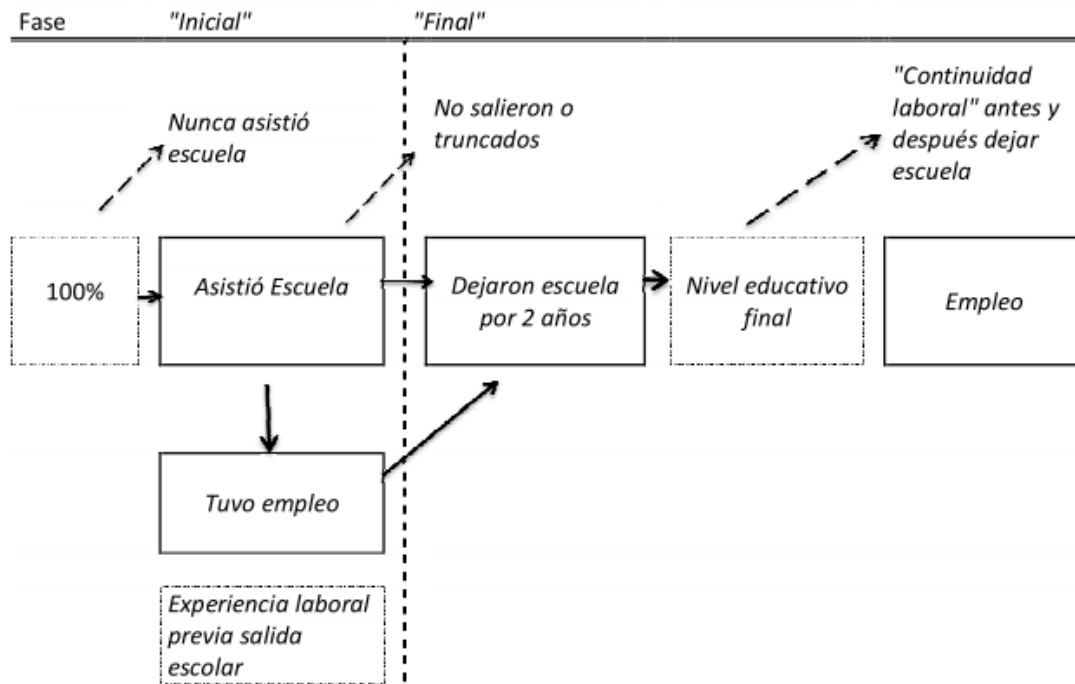 Fase
"Inicial"
"Final"
Nunca asistió
escuela
No salieron o
truncados
"Continuidad
laboral" antes y
después dejar
escuela
100%
Asistió Escuela
Dejaron escuela
por 2 años
Nivel educativo
final
Empleo
Tuvo empleo
Experiencia laboral
previa salida
escolar